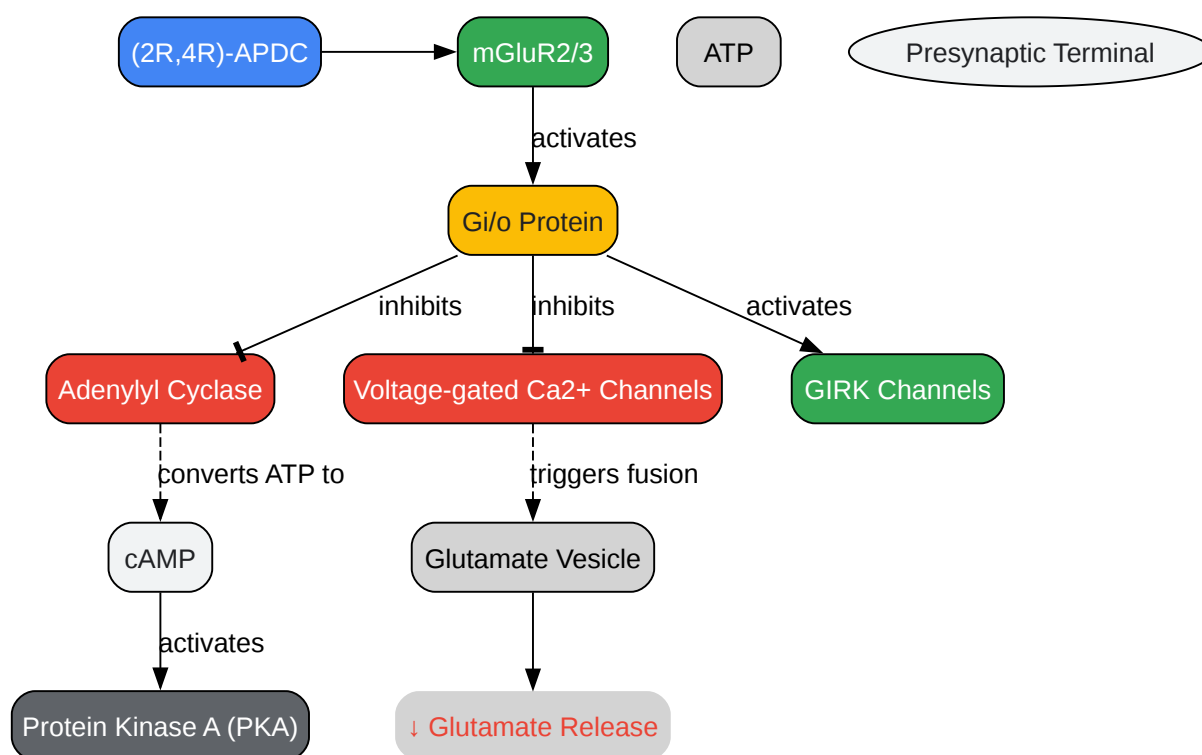 (2R,4R)-APDC
mGluR2/3
ATP
Presynaptic Terminal
activates
Gi/o Protein
inhibits
inhibits
activates
Adenylyl Cyclase
Voltage-gated Ca2+ Channels
GIRK Channels
converts ATP to
triggers fusion
cAMP
Glutamate Vesicle
activates
Protein Kinase A (PKA)
↓ Glutamate Release